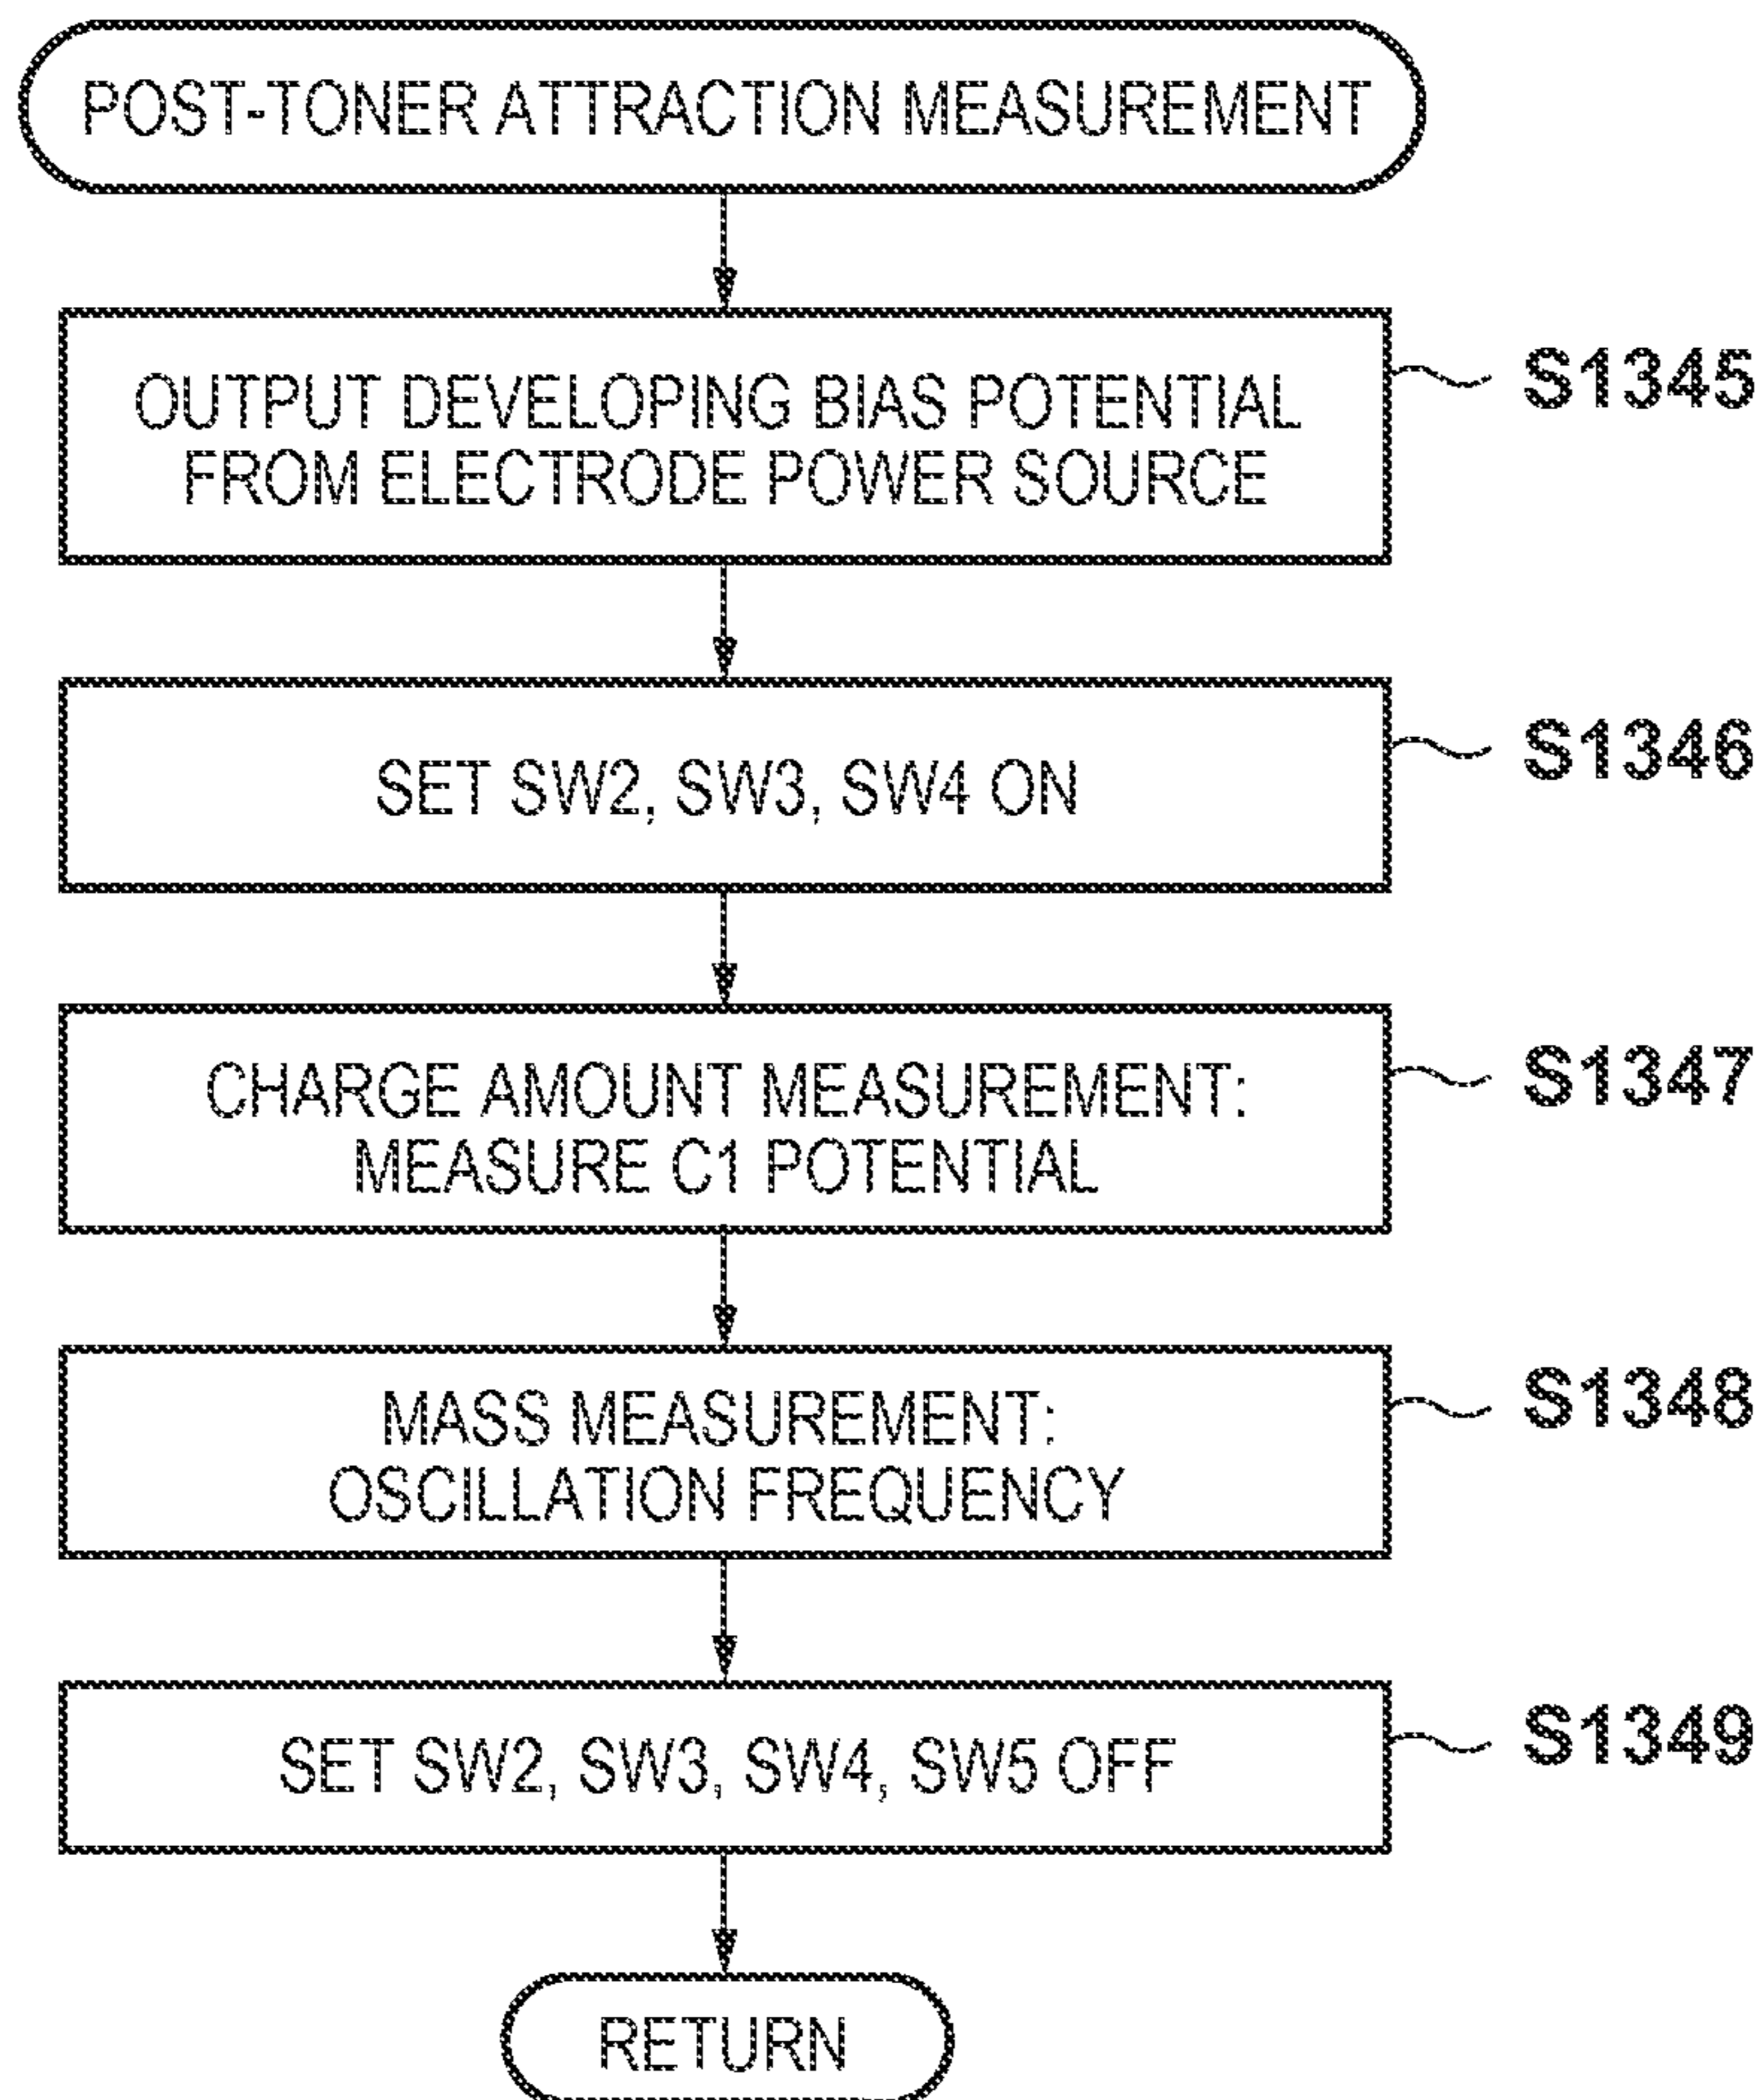 POST-TONER ATTRACTION MEASUREMENT
OUTPUT DEVELOPING BIAS POTENTIAL
FROM ELECTRODE POWER SOURCE
S1345
SET SW2, SW3, SW4 ON
S1346
CHARGE AMOUNT MEASUREMENT:
MEASURE C1 POTENTIAL
S1347
MASS MEASUREMENT:
OSCILLATION FREQUENCY
S1348
SET SW2, SW3, SW4, SW5 OFF
S1349
RETURN